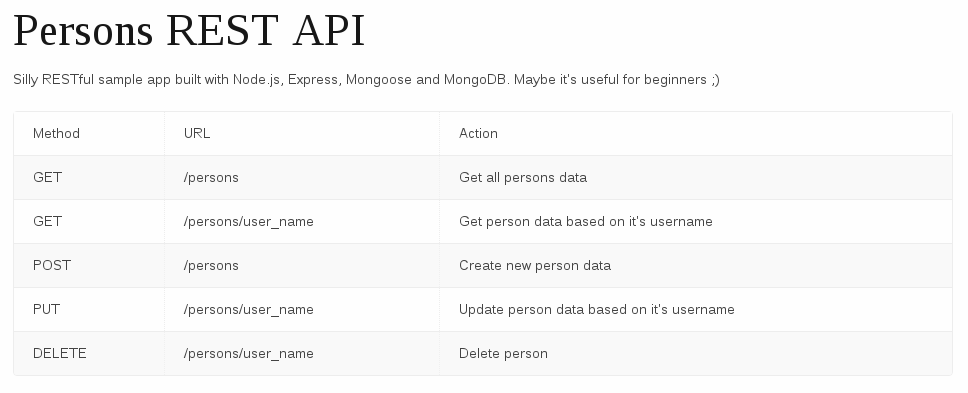 Persons REST API
Silly RESTful sample app built with Node.js, Express, Mongoose and MongoDB. Maybe it's useful for beginners ;)
Method URL Action
GET /persons Get all persons data
GET /persons/user_name Get person data based on it's username
POST /persons Create new person data
PUT /persons/user_name Update person data based on it's username
DELETE /persons/user_name Delete person